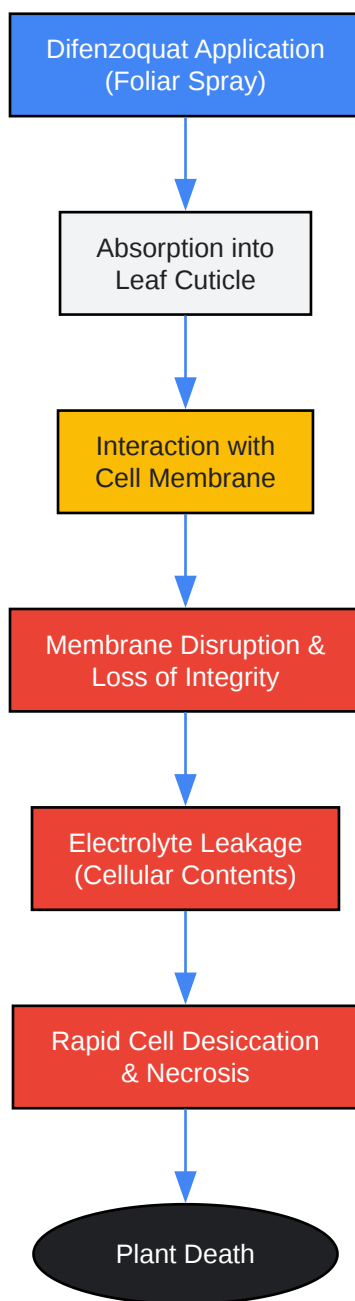 Difenzoquat Application
(Foliar Spray)
Absorption into
Leaf Cuticle
Interaction with
Cell Membrane
Membrane Disruption &
Loss of Integrity
Electrolyte Leakage
(Cellular Contents)
Rapid Cell Desiccation
& Necrosis
Plant Death